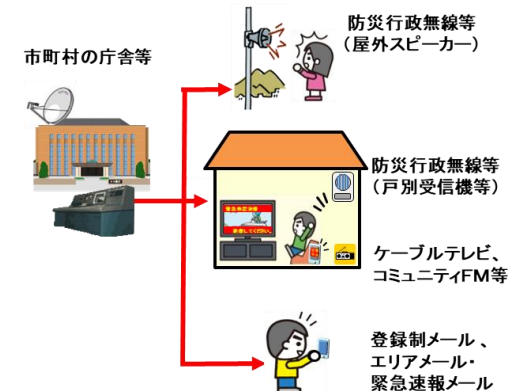 市町村の庁舎等
防災行政無線等
（屋外スピーカー）
防災行政無線等
（戸別受信機等）
ケーブルテレビ、
コミュニティFM等
登録制メール 、
エリアメール・
緊急速報メール